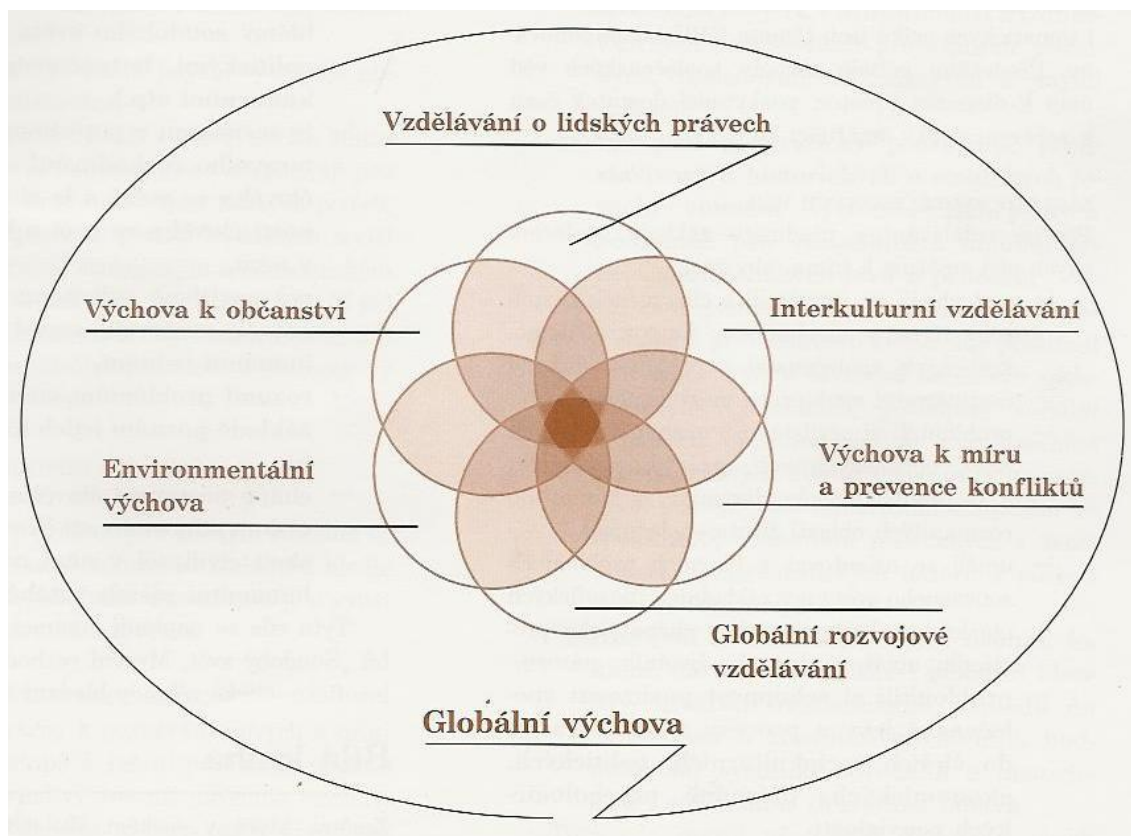 Vzdělávání o lidských právech
Výchova k občanství
Interkulturní vzdělávání
Environmentální
výchova
Výchova k míru
a prevence konfliktů
Globální rozvojové
vzdělávání
Globální výchova